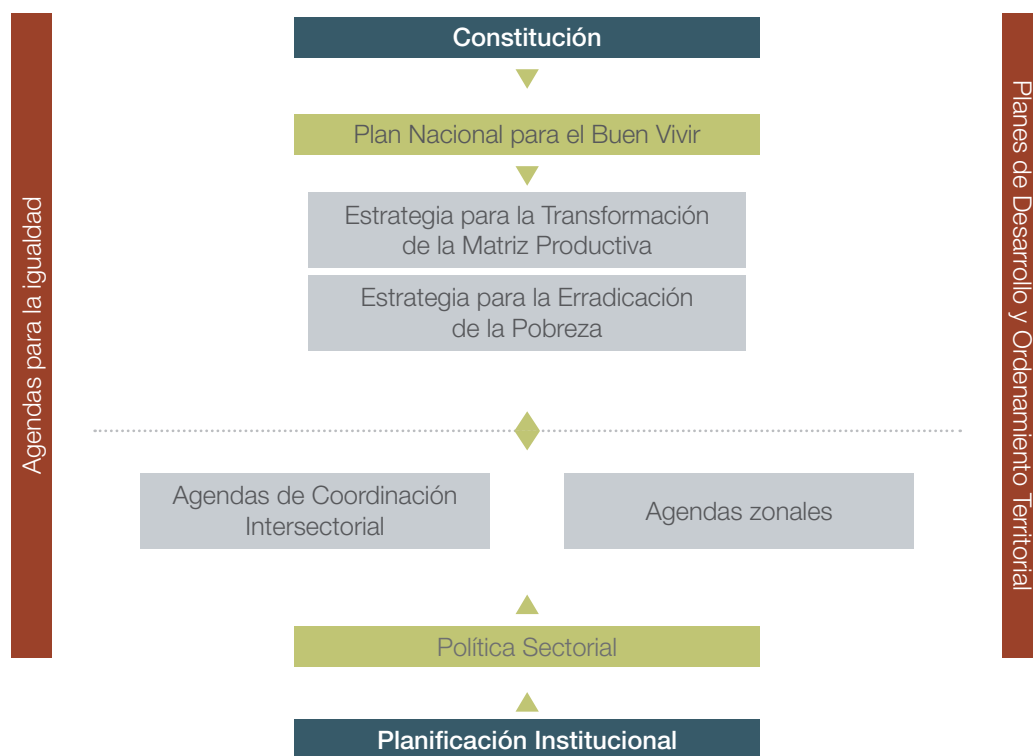 Constitución
Plan Nacional para el Buen Vivir
Estrategia para la Transformación
de la Matriz Productiva
Estrategia para la Erradicación
de la Pobreza
Agendas de Coordinación
Intersectorial
Agendas zonales
Política Sectorial
Planificación Institucional
Agendas para la igualdad
Planes de Desarrollo y Ordenamiento Territorial